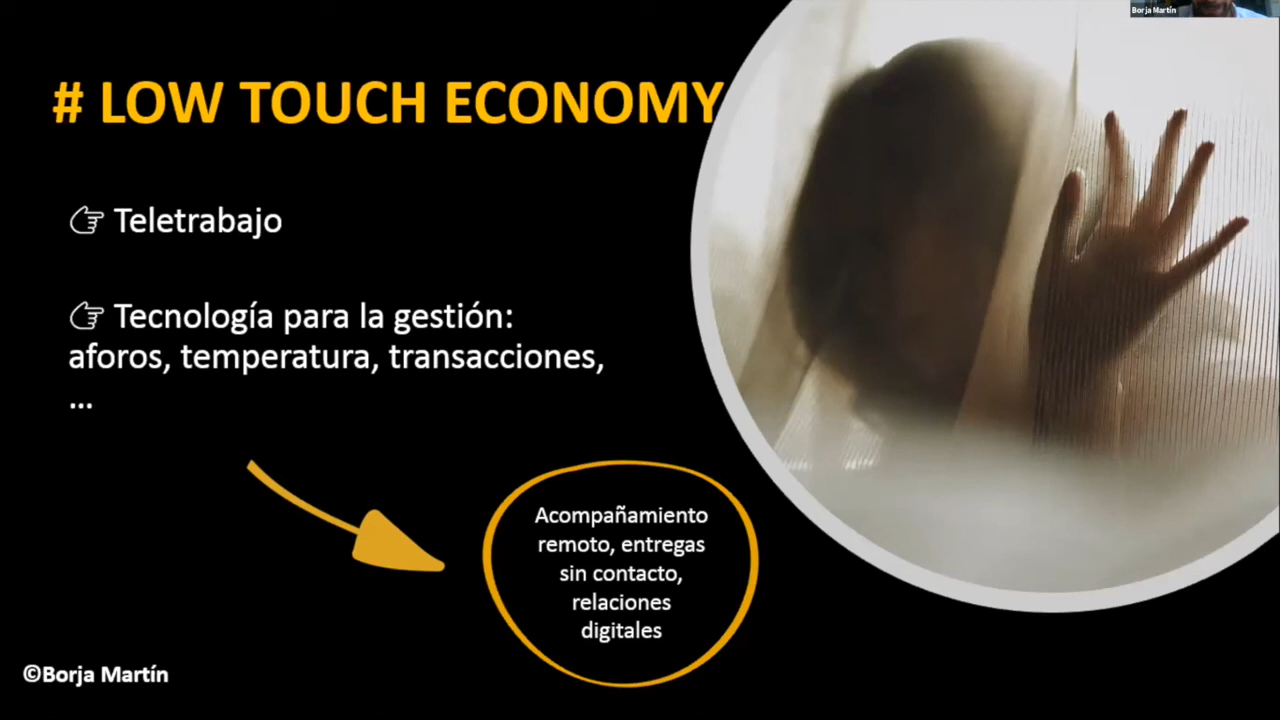 Borja Martín
# LOW TOUCH ECONOMY
👉 Teletrabajo
👉 Tecnología para la gestión:
aforos, temperatura, transacciones,
...
Acompañamiento
remoto, entregas
sin contacto,
relaciones
digitales
©Borja Martín